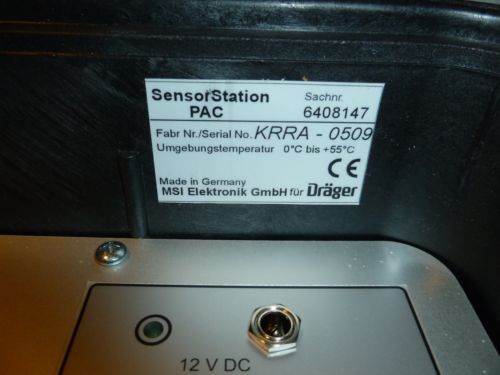 SensorStation Sachnr.
PAC 6408147
Fabr Nr./Serial No. KRRA - 0509
Umgebungstemperatur 0°C bis +55°C
CE
Made in Germany
MSI Elektronik GmbH für Dräger
12 V DC